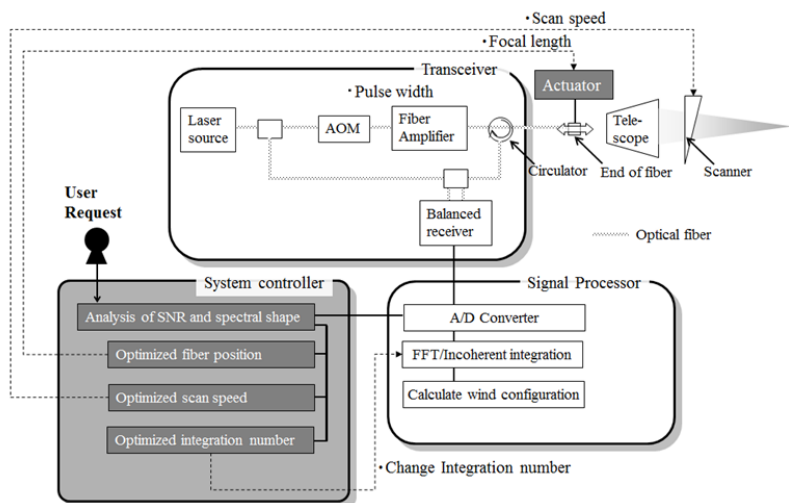 ・Scan speed
・Focal length
Transceiver
Actuator
・Pulse width
Laser
source
AOM
Fiber
Amplifier
Tele-
scope
Circulator
End of fiber
Scanner
Balanced
receiver
Optical fiber
User
Request
System controller
Signal Processor
Analysis of SNR and spectral shape
A/D Converter
Optimized fiber position
FFT/Incoherent integration
Optimized scan speed
Calculate wind configuration
Optimized integration number
・Change Integration number